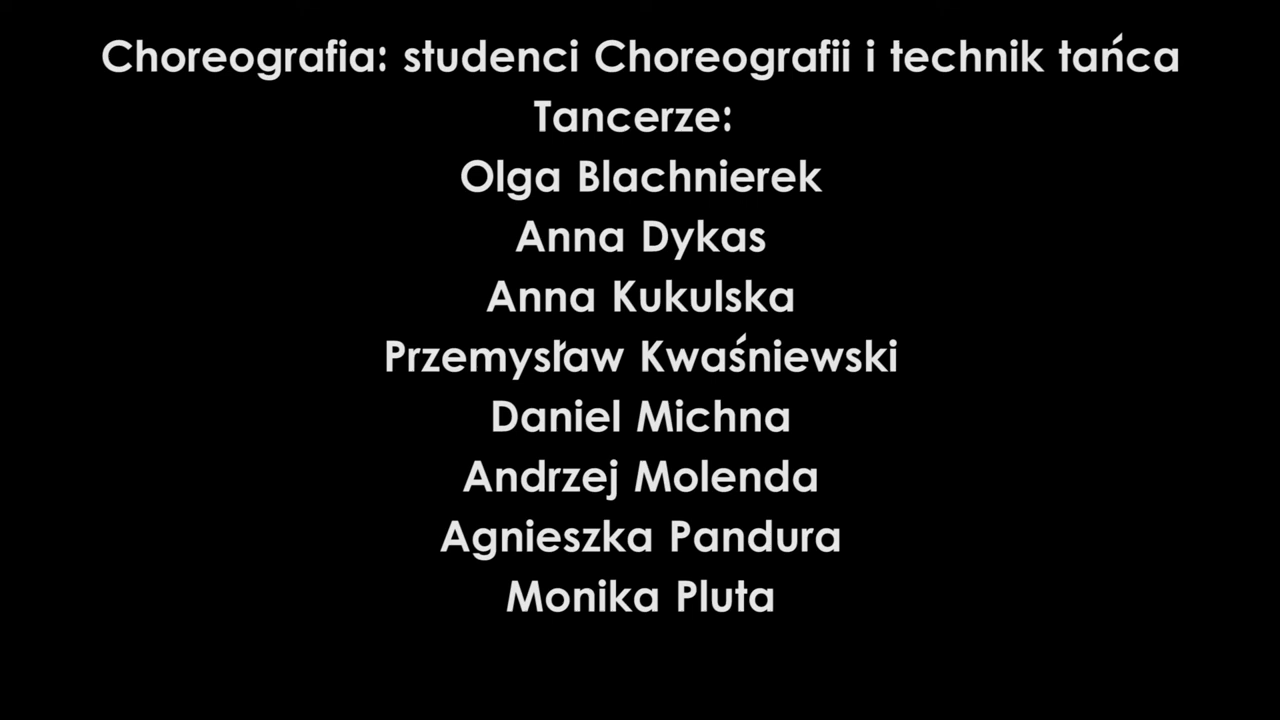 Choreografia: studenci Choreografii i technik tańca
Tancerze:
Olga Blachnierek
Anna Dykas
Anna Kukulska
Przemysław Kwaśniewski
Daniel Michna
Andrzej Molenda
Agnieszka Pandura
Monika Pluta